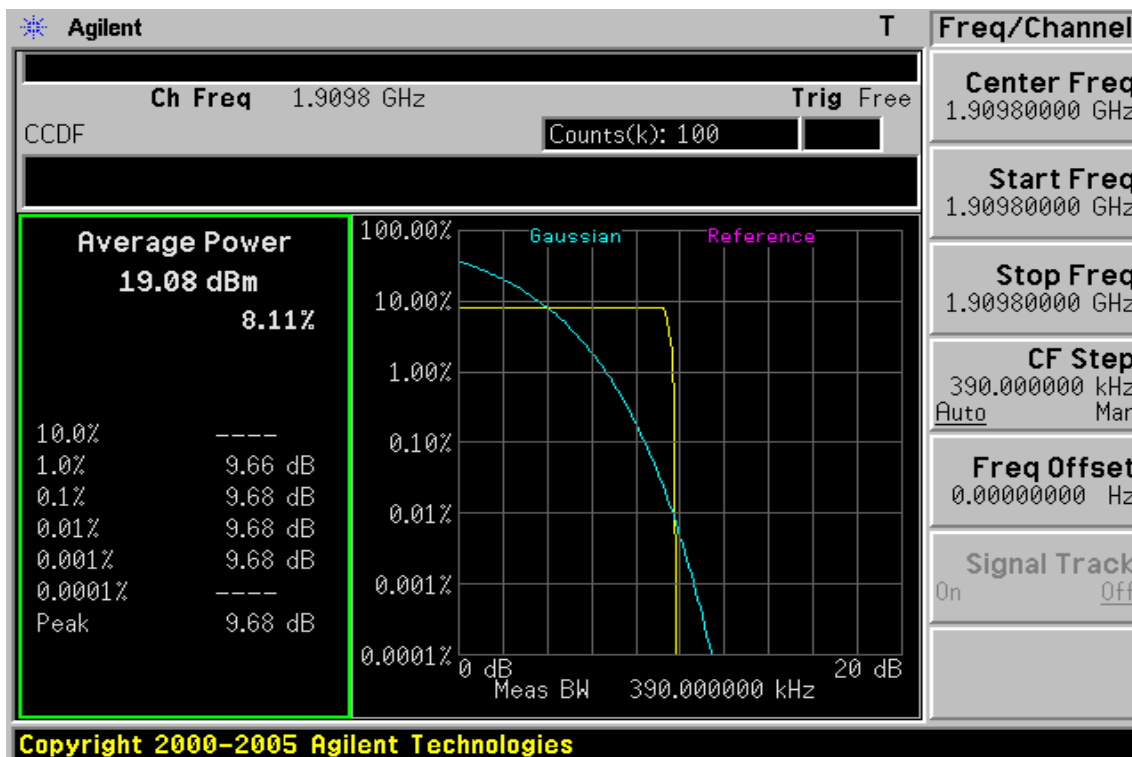 Agilent T
Freq/Channel
Ch Freq 1.9098 GHz Trig Free
CCDF Counts(k): 100
Average Power
19.08 dBm
8.11%
10.0% ----
1.0% 9.66 dB
0.1% 9.68 dB
0.01% 9.68 dB
0.001% 9.68 dB
0.0001% ----
Peak 9.68 dB
Gaussian Reference
100.00%
10.00%
1.00%
0.10%
0.01%
0.001%
0.0001%
0 dB 20 dB
Meas BW 390.000000 kHz
Center Freq
1.90980000 GHz
Start Freq
1.90980000 GHz
Stop Freq
1.90980000 GHz
CF Step
390.000000 kHz
Auto Man
Freq Offset
0.00000000 Hz
Signal Track
On Off
Copyright 2000-2005 Agilent Technologies